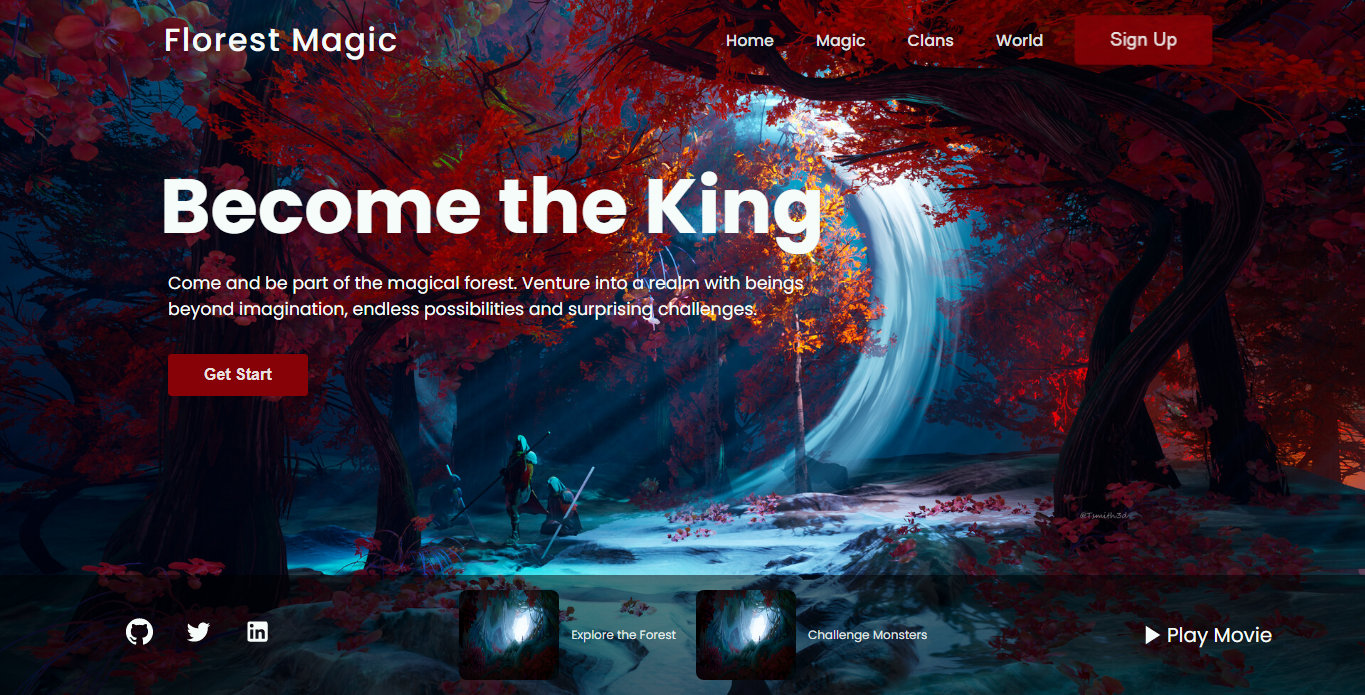 Florest Magic
Home
Magic
Clans
World
Sign Up
Become the King
Come and be part of the magical forest. Venture into a realm with beings
beyond imagination, endless possibilities and surprising challenges.
Get Start
@Tsmith3d
Explore the Forest
Challenge Monsters
Play Movie